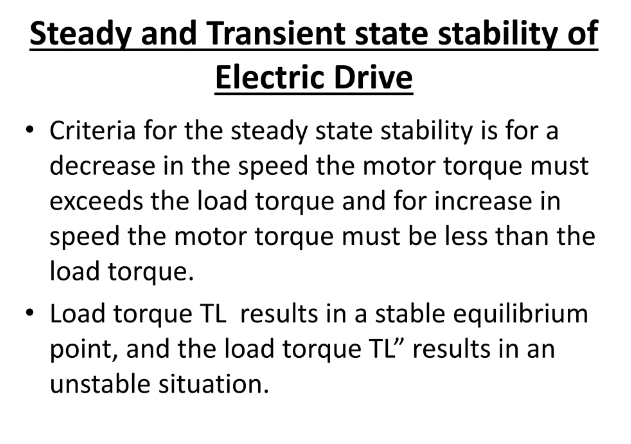 Steady and Transient state stability of
Electric Drive
• Criteria for the steady state stability is for a
decrease in the speed the motor torque must
exceeds the load torque and for increase in
speed the motor torque must be less than the
load torque.
• Load torque TL  results in a stable equilibrium
point, and the load torque TL” results in an
unstable situation.